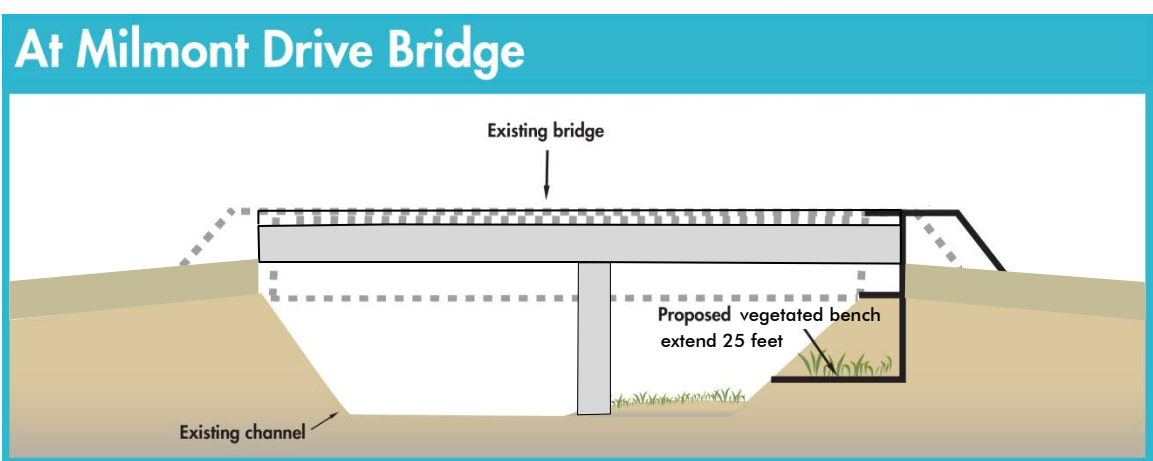 At Milmont Drive Bridge
Existing bridge
Proposed vegetated bench
extend 25 feet
Existing channel